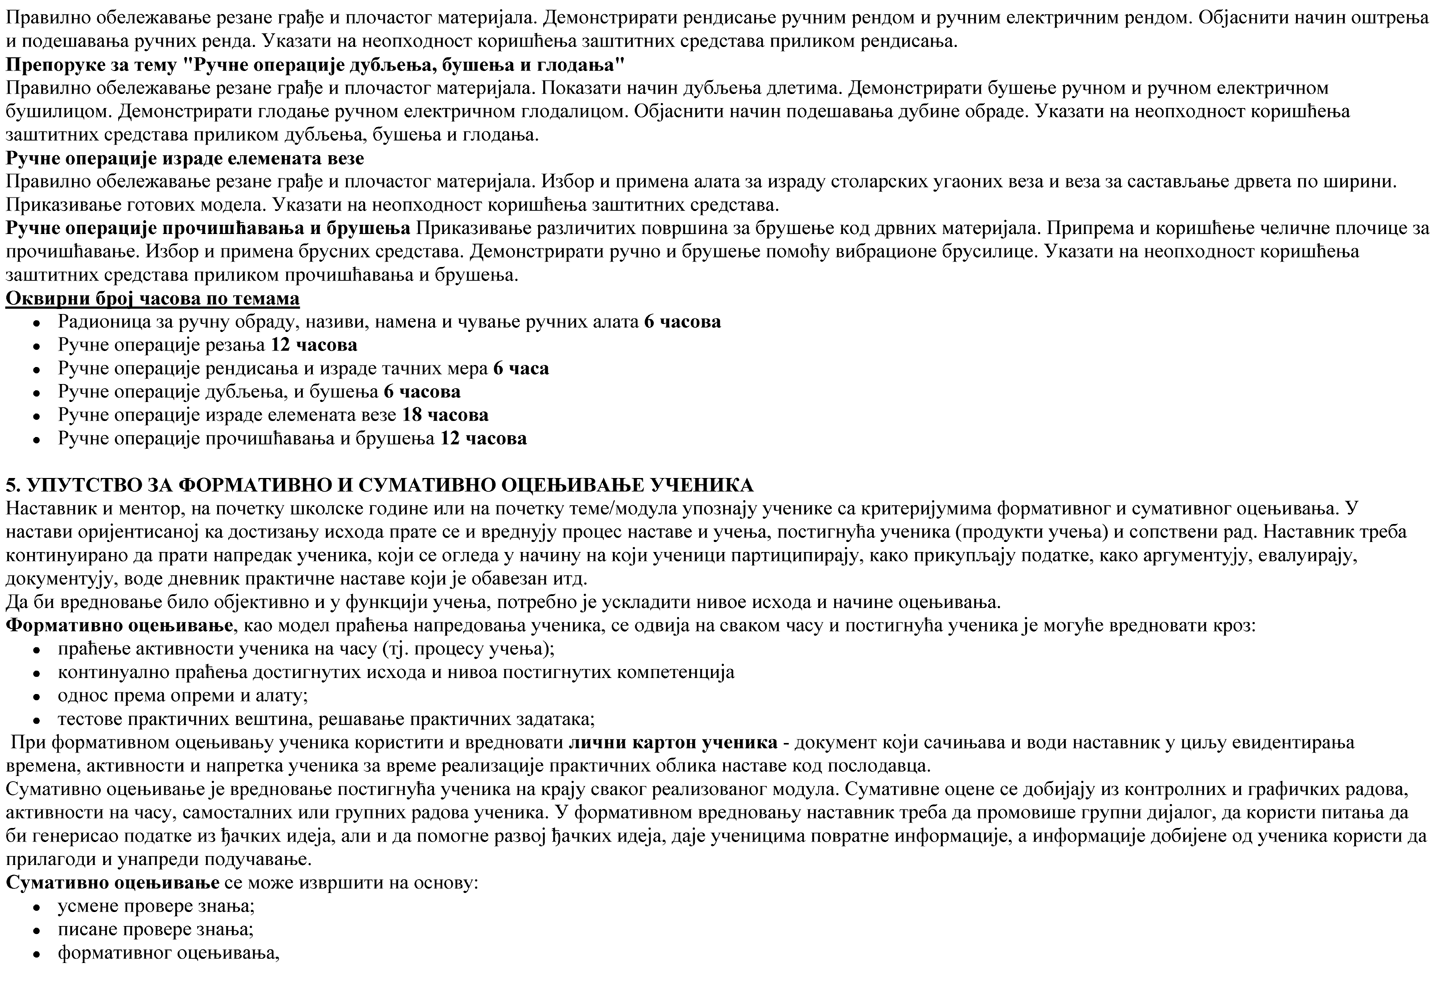 Правилно обележавање резане грађе и плочастог материјала. Демонстрирати рендисање ручним рендом и ручним електричним рендом. Објаснити начин оштрења
и подешавања ручних ренда. Указати на неопходност коришћења заштитних средстава приликом рендисања.
Препоруке за тему "Ручне операције дубљења, бушења и глодања"
Правилно обележавање резане грађе и плочастог материјала. Показати начин дубљења длетима. Демонстрирати бушење ручном и ручном електричном
бушилицом. Демонстрирати глодање ручном електричном глодалицом. Објаснити начин подешавања дубине обраде. Указати на неопходност коришћења
заштитних средстава приликом дубљења, бушења и глодања.
Ручне операције израде елемената везе
Правилно обележавање резане грађе и плочастог материјала. Избор и примена алата за израду столарских угаоних веза и веза за састављање дрвета по ширини.
Приказивање готових модела. Указати на неопходност коришћења заштитних средстава.
Ручне операције прочишћавања и брушења Приказивање различитих површина за брушење код дрвних материјала. Припрема и коришћење челичне плочице за
прочишћавање. Избор и примена брусних средстава. Демонстрирати ручно и брушење помоћу вибрационе брусилице. Указати на неопходност коришћења
заштитних средстава приликом прочишћавања и брушења.
Оквирни број часова по темама
• Радионица за ручну обраду, називи, намена и чување ручних алата 6 часова
• Ручне операције резања 12 часова
• Ручне операције рендисања и израде тачних мера 6 часа
• Ручне операције дубљења, и бушења 6 часова
• Ручне операције израде елемената везе 18 часова
• Ручне операције прочишћавања и брушења 12 часова
5. УПУТСТВО ЗА ФОРМАТИВНО И СУМАТИВНО ОЦЕЊИВАЊЕ УЧЕНИКА
Наставник и ментор, на почетку школске године или на почетку теме/модула упознају ученике са критеријумима формативног и сумативног оцењивања. У
настави оријентисаној ка достизању исхода прате се и вреднују процес наставе и учења, постигнућа ученика (продукти учења) и сопствени рад. Наставник треба
континуирано да прати напредак ученика, који се огледа у начину на који ученици партиципирају, како прикупљају податке, како аргументују, евалуирају,
документују, воде дневник практичне наставе који је обавезан итд.
Да би вредновање било објективно и у функцији учења, потребно је ускладити нивое исхода и начине оцењивања.
Формативно оцењивање, као модел праћења напредовања ученика, се одвија на сваком часу и постигнућа ученика је могуће вредновати кроз:
• праћење активности ученика на часу (тј. процесу учења);
• континуално праћења достигнутих исхода и нивоа постигнутих компетенција
• однос према опреми и алату;
• тестове практичних вештина, решавање практичних задатака;
При формативном оцењивању ученика користити и вредновати лични картон ученика - документ који сачињава и води наставник у циљу евидентирања
времена, активности и напретка ученика за време реализације практичних облика наставе код послодавца.
Сумативно оцењивање је вредновање постигнућа ученика на крају сваког реализованог модула. Сумативне оцене се добијају из контролних и графичких радова,
активности на часу, самосталних или групних радова ученика. У формативном вредновању наставник треба да промовише групни дијалог, да користи питања да
би генерисао податке из ђачких идеја, али и да помогне развој ђачких идеја, даје ученицима повратне информације, а информације добијене од ученика користи да
прилагоди и унапреди подучавање.
Сумативно оцењивање се може извршити на основу:
• усмене провере знања;
• писане провере знања;
• формативног оцењивања,